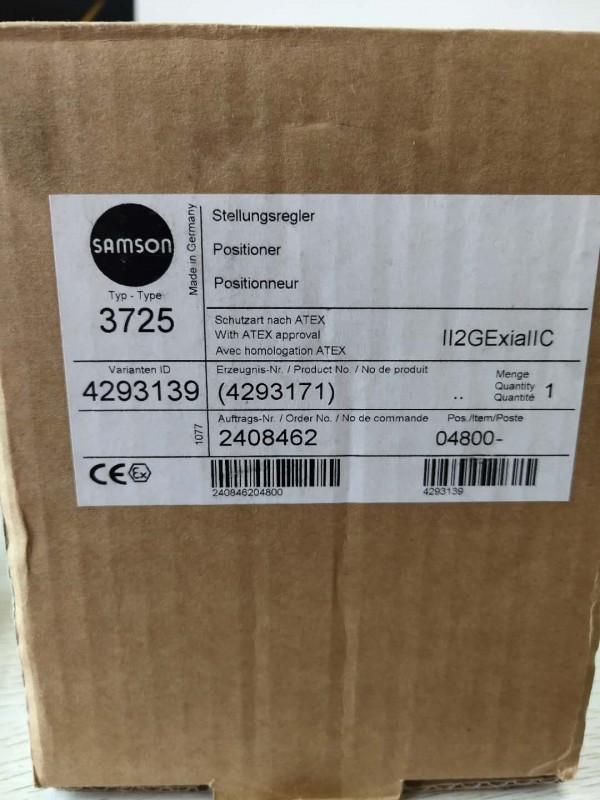 SAMSON
Made in Germany
Typ - Type
3725
Stellungsregler
Positioner
Positionneur
Schutzart nach ATEX
With ATEX approval
Avec homologation ATEX
II2GExiaIIC
Varianten ID
4293139
Erzeugnis-Nr. / Product No. / No de produit
(4293171)
..
Menge
Quantity
Quantité
1
1077
Auftrags-Nr. / Order No. / No de commande
2408462
Pos./Item/Poste
04800-
CE Ex
240846204800
4293139